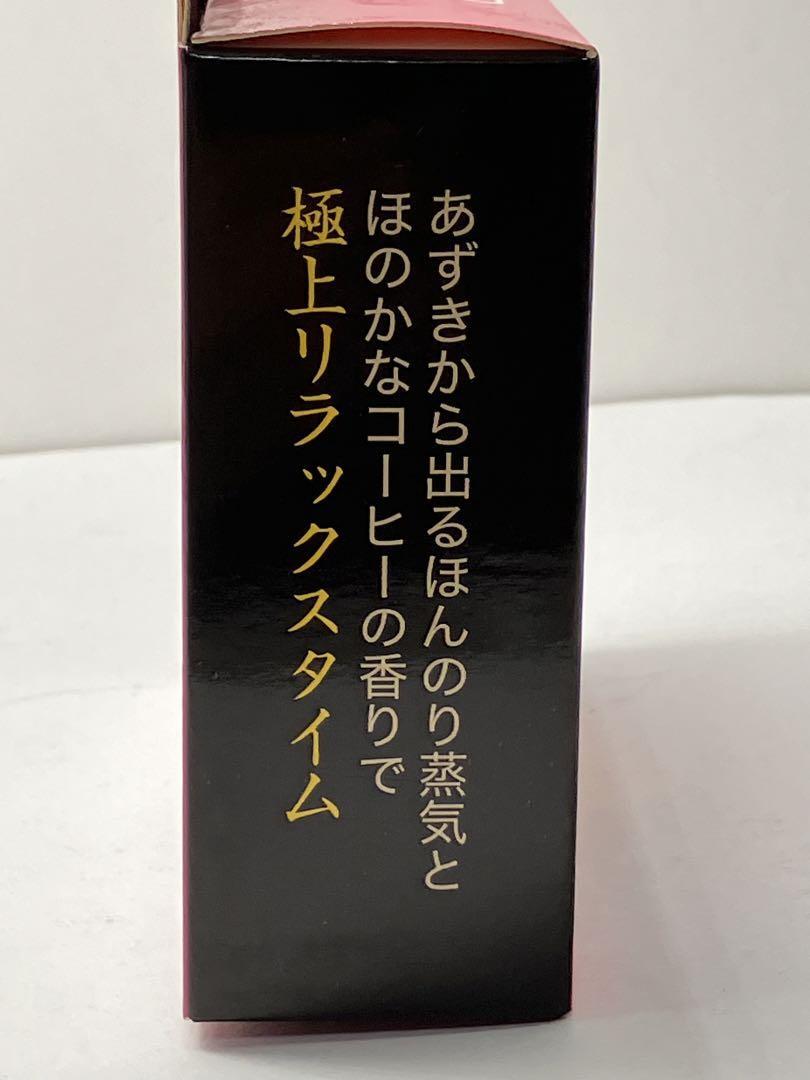 あずきから出るほんのり蒸気と
ほのかなコーヒーの香りで
極上リラックスタイム